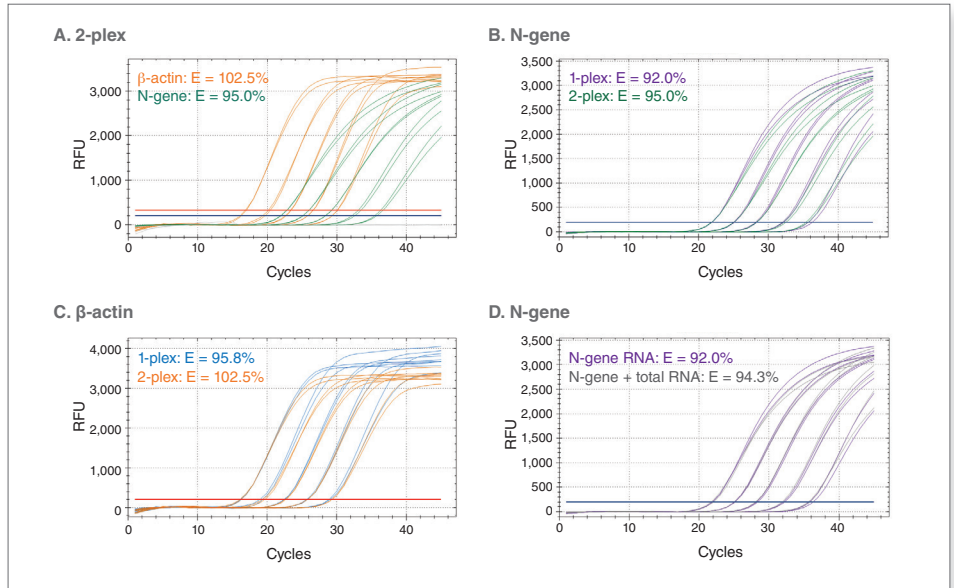 A. 2-plex
β-actin: E = 102.5%
N-gene: E = 95.0%
3,000
2,000
1,000
0
RFU
0 10 20 30 40
Cycles
B. N-gene
1-plex: E = 92.0%
2-plex: E = 95.0%
3,500
3,000
2,500
2,000
1,500
1,000
500
0
RFU
0 10 20 30 40
Cycles
C. β-actin
1-plex: E = 95.8%
2-plex: E = 102.5%
4,000
3,000
2,000
1,000
0
RFU
0 10 20 30 40
Cycles
D. N-gene
N-gene RNA: E = 92.0%
N-gene + total RNA: E = 94.3%
3,500
3,000
2,500
2,000
1,500
1,000
500
0
RFU
0 10 20 30 40
Cycles